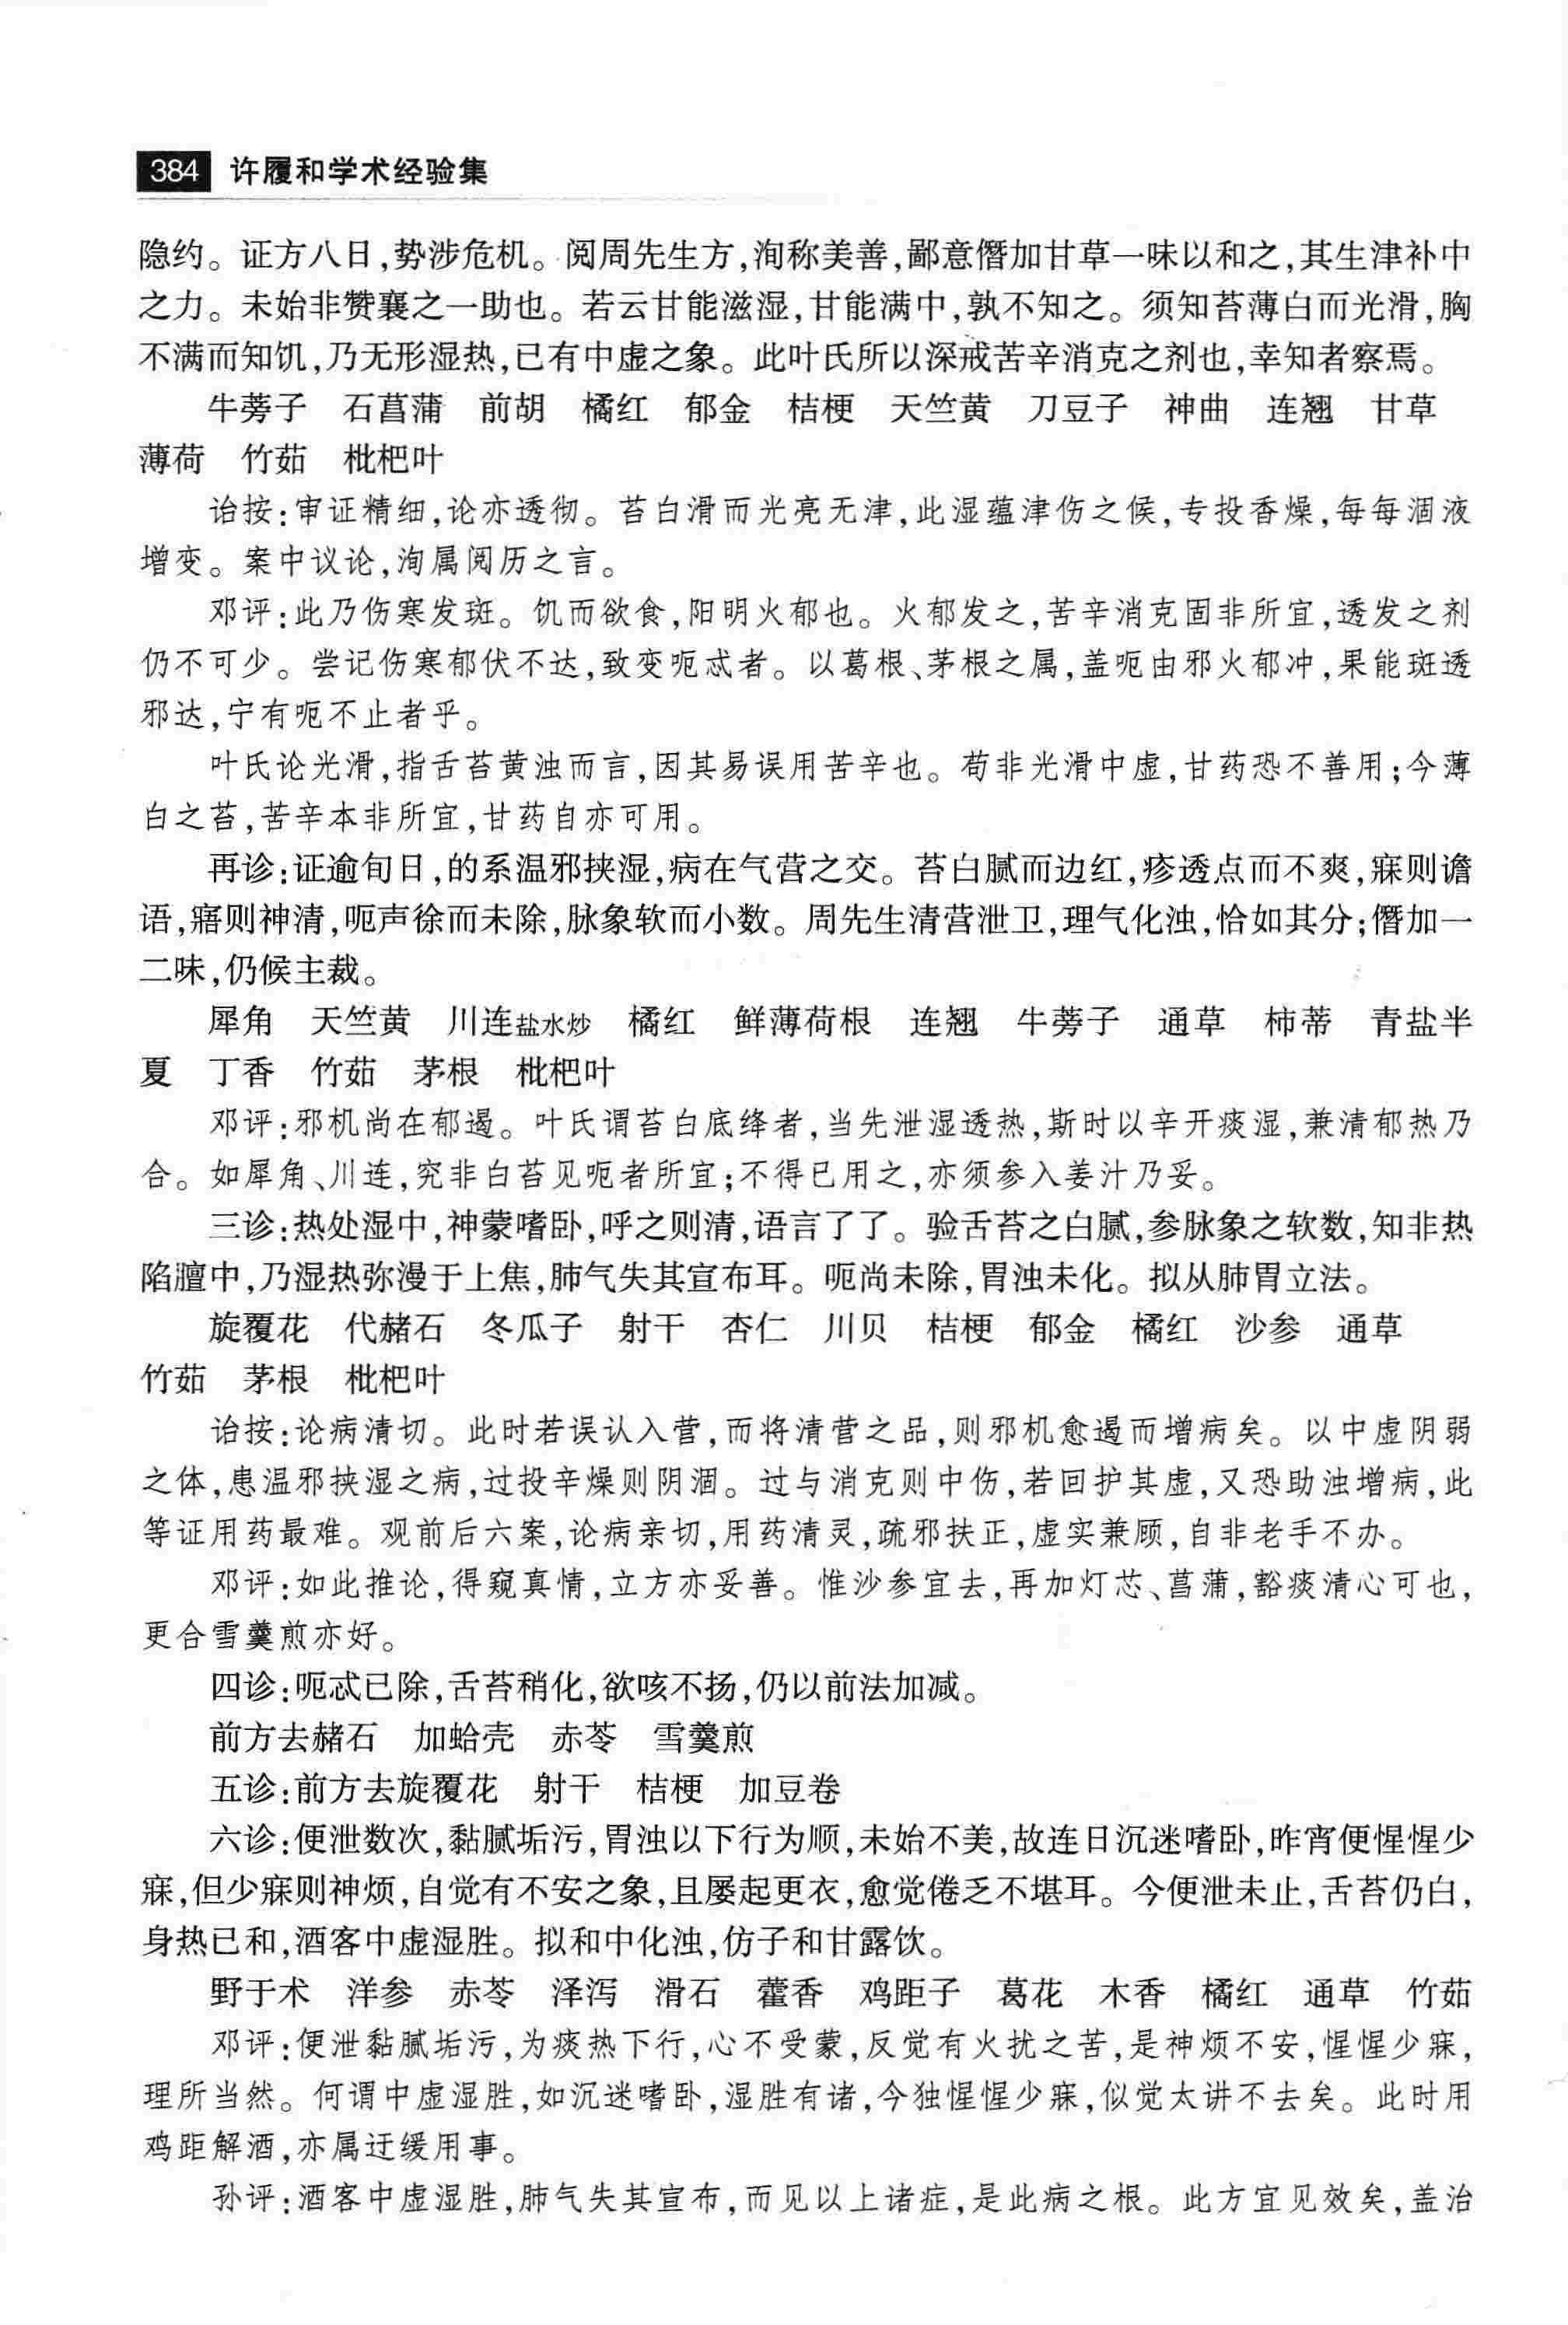 384 许履和学术经验集
隐约。证方八日,势涉危机。阅周先生方,洵称美善,鄙意僭加甘草一味以和之,其生津补中
之力。未始非赞襄之一助也。若云甘能滋湿,甘能满中,孰不知之。须知苔薄白而光滑,胸
不满而知饥,乃无形湿热,已有中虚之象。此叶氏所以深戒苦辛消克之剂也,幸知者察焉。
牛蒡子 石菖蒲 前胡 橘红 郁金 桔梗 天竺黄 刀豆子 神曲 连翘 甘草
薄荷 竹茹 枇杷叶
诒按:审证精细,论亦透彻。苔白滑而光亮无津,此湿蕴津伤之候,专投香燥,每每涸液
增变。案中议论,洵属阅历之言。
邓评:此乃伤寒发斑。饥而欲食,阳明火郁也。火郁发之,苦辛消克固非所宜,透发之剂
仍不可少。尝记伤寒郁伏不达,致变呃忒者。以葛根、茅根之属,盖呃由邪火郁冲,果能斑透
邪达,宁有呃不止者乎。
叶氏论光滑,指舌苔黄浊而言,因其易误用苦辛也。苟非光滑中虚,甘药恐不善用;今薄
白之苔,苦辛本非所宜,甘药自亦可用。
再诊:证逾旬日,的系温邪挟湿,病在气营之交。苔白腻而边红,疹透点而不爽,寐则谵
语,寤则神清,呃声徐而未除,脉象软而小数。周先生清营泄卫,理气化浊,恰如其分;僭加一
二味,仍候主裁。
犀角 天竺黄 川连盐水炒 橘红 鲜薄荷根 连翘 牛蒡子 通草 柿蒂 青盐半
夏 丁香 竹茹 茅根 枇杷叶
邓评:邪机尚在郁遏。叶氏谓苔白底绛者,当先泄湿透热,斯时以辛开痰湿,兼清郁热乃
合。如犀角、川连,究非白苔见呃者所宜;不得已用之,亦须参入姜汁乃妥。
三诊:热处湿中,神蒙嗜卧,呼之则清,语言了了。验舌苔之白腻,参脉象之软数,知非热
陷膻中,乃湿热弥漫于上焦,肺气失其宣布耳。呃尚未除,胃浊未化。拟从肺胃立法。
旋覆花 代赭石 冬瓜子 射干 杏仁 川贝 桔梗 郁金 橘红 沙参 通草
竹茹 茅根 枇杷叶
诒按:论病清切。此时若误认入营,而将清营之品,则邪机愈遏而增病矣。以中虚阴弱
之体,患温邪挟湿之病,过投辛燥则阴涸。过与消克则中伤,若回护其虚,又恐助浊增病,此
等证用药最难。观前后六案,论病亲切,用药清灵,疏邪扶正,虚实兼顾,自非老手不办。
邓评:如此推论,得窥真情,立方亦妥善。惟沙参宜去,再加灯芯、菖蒲,豁痰清心可也,
更合雪羹煎亦好。
四诊:呃忒已除,舌苔稍化,欲咳不扬,仍以前法加减。
前方去赭石 加蛤壳 赤苓 雪羹煎
五诊:前方去旋覆花 射干 桔梗 加豆卷
六诊:便泄数次,黏腻垢污,胃浊以下行为顺,未始不美,故连日沉迷嗜卧,昨宵便惺惺少
寐,但少寐则神烦,自觉有不安之象,且屡起更衣,愈觉倦乏不堪耳。今便泄未止,舌苔仍白,
身热已和,酒客中虚湿胜。拟和中化浊,仿子和甘露饮。
野于术 洋参 赤苓 泽泻 滑石 藿香 鸡距子 葛花 木香 橘红 通草 竹茹
邓评:便泄黏腻垢污,为痰热下行,心不受蒙,反觉有火扰之苦,是神烦不安,惺惺少寐,
理所当然。何谓中虚湿胜,如沉迷嗜卧,湿胜有诸,今独惺惺少寐,似觉太讲不去矣。此时用
鸡距解酒,亦属迂缓用事。
孙评:酒客中虚湿胜,肺气失其宣布,而见以上诸症,是此病之根。此方宜见效矣,盖治